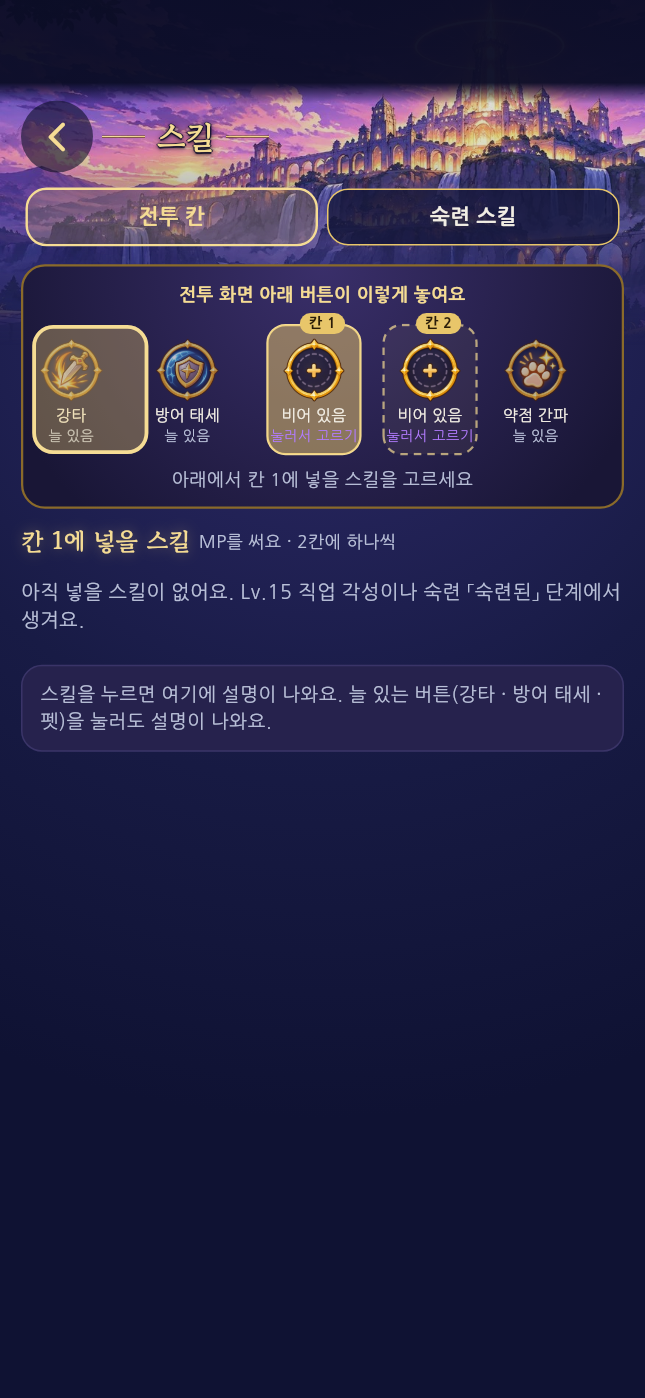 스킬
전투 칸
숙련 스킬
전투 화면 아래 버튼이 이렇게 놓여요
칸 1
칸 2
강타
방어 태세
비어 있음
비어 있음
약점 간파
늘 있음
늘 있음
눌러서 고르기
눌러서 고르기
늘 있음
아래에서 칸 1에 넣을 스킬을 고르세요
칸 1에 넣을 스킬 MP를 써요 · 2칸에 하나씩
아직 넣을 스킬이 없어요. Lv.15 직업 각성이나 숙련 「숙련된」 단계에서
생겨요.
스킬을 누르면 여기에 설명이 나와요. 늘 있는 버튼(강타 · 방어 태세 ·
펫)을 눌러도 설명이 나와요.